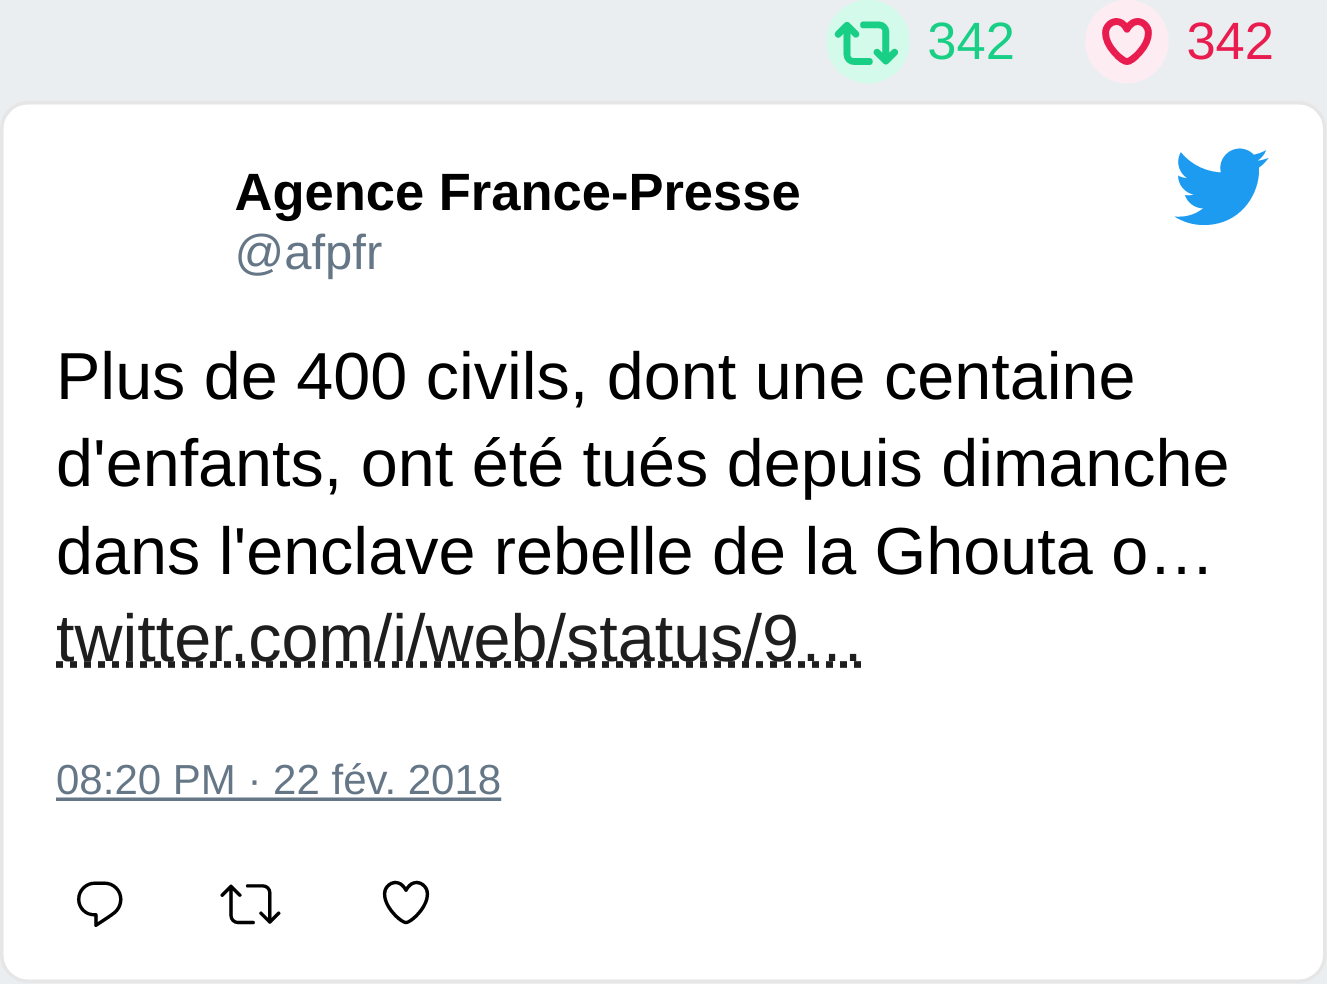 342 342
Agence France-Presse
@afpfr
Plus de 400 civils, dont une centaine
d'enfants, ont été tués depuis dimanche
dans l'enclave rebelle de la Ghouta o…
twitter.com/i/web/status/9…
08:20 PM · 22 fév. 2018